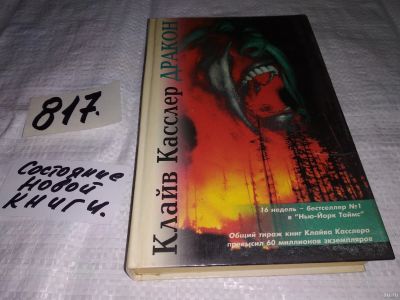 817.
Состояние
новой
книги.
Клайв Касслер ДРАКОН
16 недель – бестселлер №1
в "Нью-Йорк Таймс"
Общий тираж книг Клайва Касслера
превысил 60 миллионов экземпляров